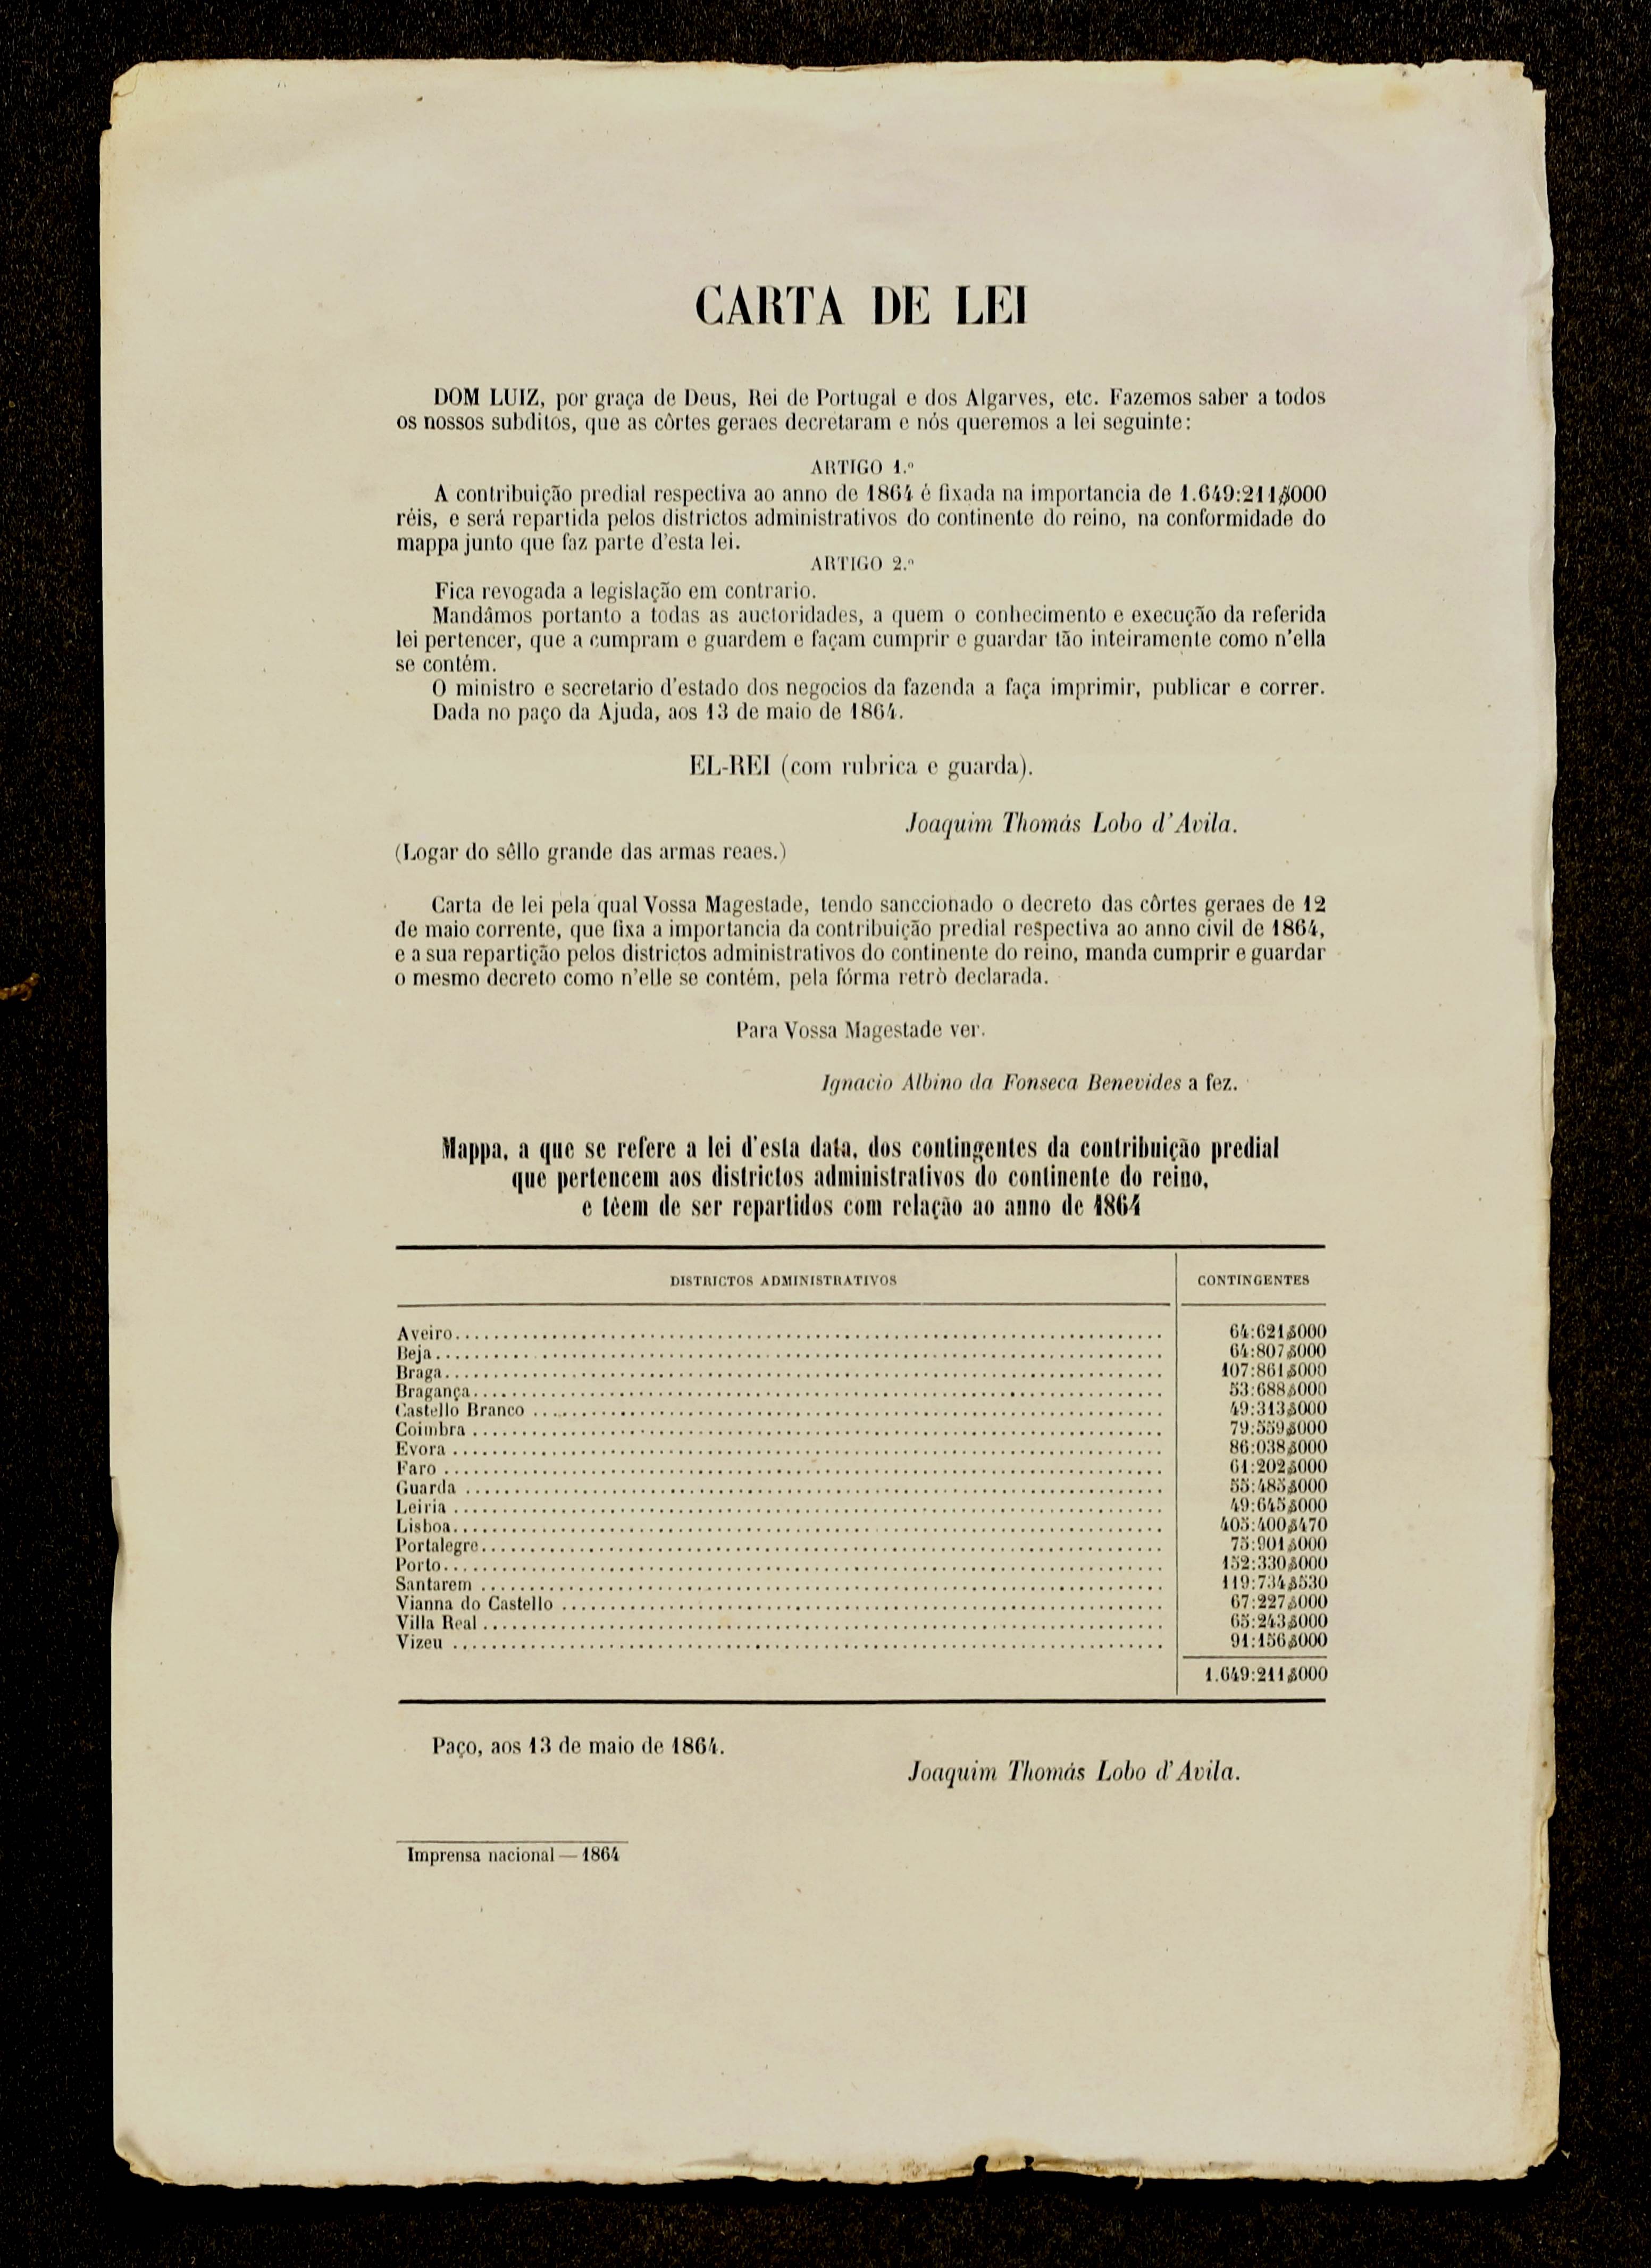 CARTA DE LEI
DOM LUIZ, por graça de Deus, Rei de Portugal e dos Algarves, etc. Fazemos saber a todos
os nossos subditos, que as côrtes geraes decretaram e nós queremos a lei seguinte:
ARTIGO 1.º
A contribuição predial respectiva ao anno de 1864 é fixada na importancia de 1.649:211$000
réis, e será repartida pelos districtos administrativos do continente do reino, na conformidade do
mappa junto que faz parte d'esta lei.
ARTIGO 2.º
Fica revogada a legislação em contrario.
Mandâmos portanto a todas as auctoridades, a quem o conhecimento e execução da referida
lei pertencer, que a cumpram e guardem e façam cumprir e guardar tão inteiramente como n'ella
se contém.
O ministro e secretario d'estado dos negocios da fazenda a faça imprimir, publicar e correr.
Dada no paço da Ajuda, aos 13 de maio de 1864.
EL-REI (com rubrica e guarda).
Joaquim Thomás Lobo d'Avila.
(Logar do sêllo grande das armas reaes.)
Carta de lei pela qual Vossa Magestade, tendo sanccionado o decreto das côrtes geraes de 12
de maio corrente, que fixa a importancia da contribuição predial respectiva ao anno civil de 1864,
e a sua repartição pelos districtos administrativos do continente do reino, manda cumprir e guardar
o mesmo decreto como n'elle se contém, pela fórma retrò declarada.
Para Vossa Magestade ver.
Ignacio Albino da Fonseca Benevides a fez.
Mappa, a que se refere a lei d'esta data, dos contingentes da contribuição predial
que pertencem aos districtos administrativos do continente do reino,
e têem de ser repartidos com relação ao anno de 1864
DISTRICTOS ADMINISTRATIVOS CONTINGENTES
Aveiro 64:621$000
Beja 64:807$000
Braga 107:861$000
Bragança 53:688$000
Castello Branco 49:313$000
Coimbra 79:559$000
Evora 86:038$000
Faro 61:202$000
Guarda 55:485$000
Leiria 49:645$000
Lisboa 405:400$470
Portalegre 75:901$000
Porto 152:330$000
Santarem 119:734$530
Vianna do Castello 67:227$000
Villa Real 65:243$000
Vizeu 91:156$000
1.649:211$000
Paço, aos 13 de maio de 1864.
Joaquim Thomás Lobo d'Avila.
Imprensa nacional — 1864